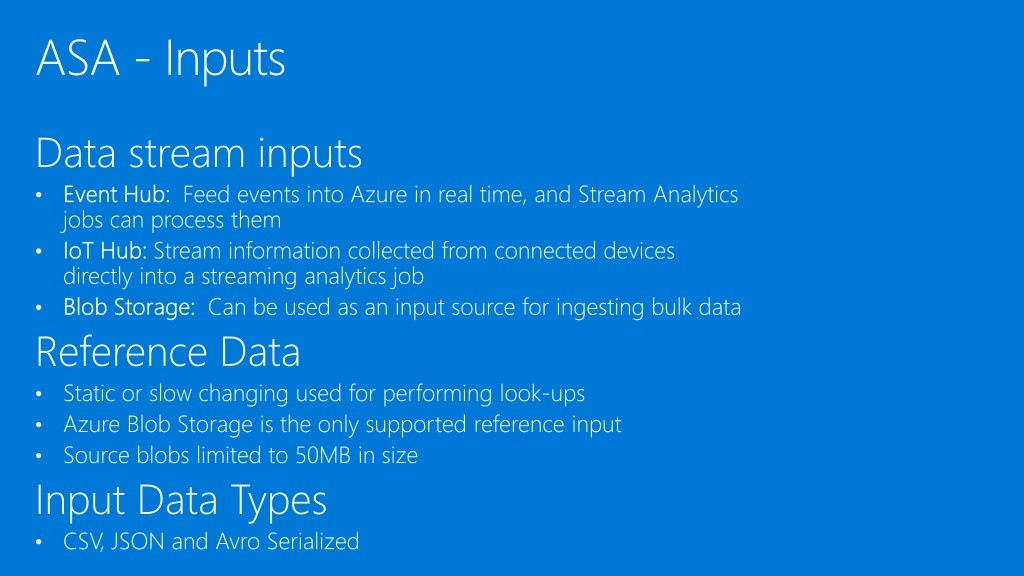 ASA - Inputs
Data stream inputs
• Event Hub: Feed events into Azure in real time, and Stream Analytics
jobs can process them
• IoT Hub: Stream information collected from connected devices
directly into a streaming analytics job
• Blob Storage: Can be used as an input source for ingesting bulk data
Reference Data
• Static or slow changing used for performing look-ups
• Azure Blob Storage is the only supported reference input
• Source blobs limited to 50MB in size
Input Data Types
• CSV, JSON and Avro Serialized